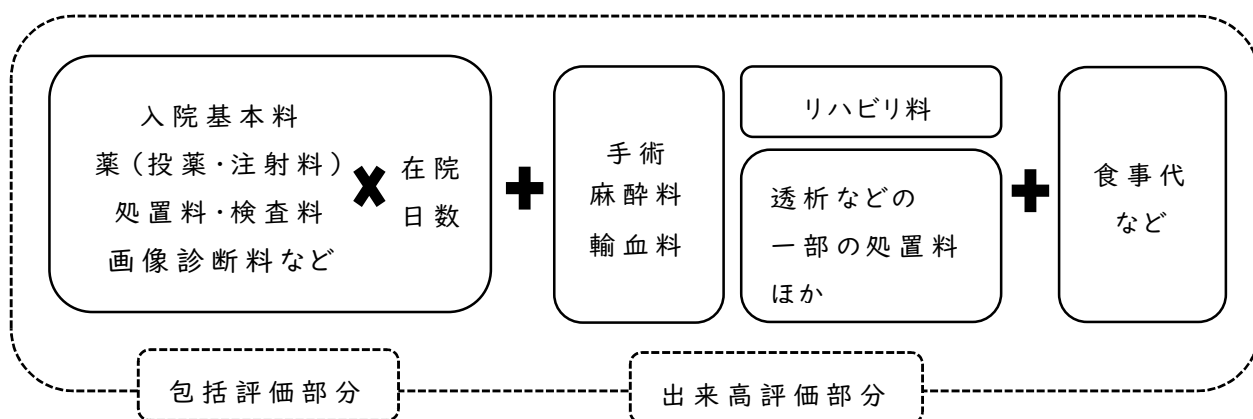 入院基本料
薬(投薬・注射料)
処置料・検査料
画像診断料など
在院
日数
手術
麻酔料
輸血料
リハビリ料
透析などの
一部の処置料
ほか
食事代
など
包括評価部分
出来高評価部分